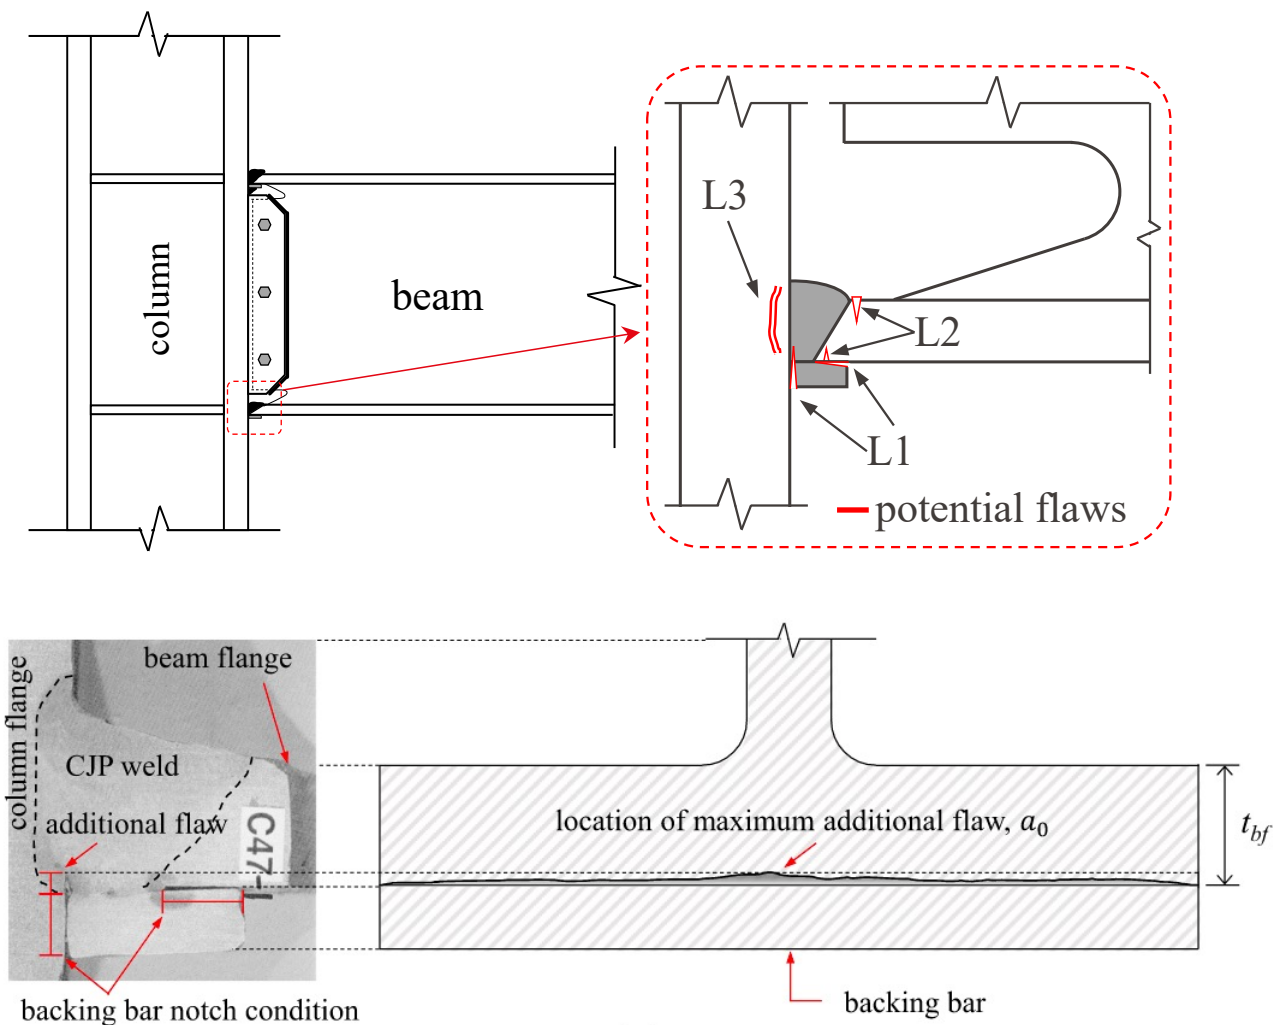 column
beam
L3
L2
L1
potential flaws
column flange
beam flange
CJP weld
additional flaw
C47-I
backing bar notch condition
location of maximum additional flaw, a₀
t_bf
backing bar